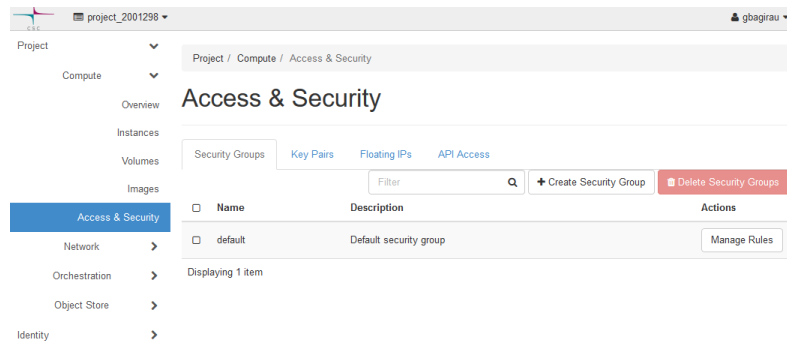 CSC
project_2001298
gbagirau
Project
Compute
Overview
Instances
Volumes
Images
Access & Security
Network
Orchestration
Object Store
Identity
Project / Compute / Access & Security
Access & Security
Security Groups Key Pairs Floating IPs API Access
Filter + Create Security Group Delete Security Groups
Name Description Actions
default Default security group Manage Rules
Displaying 1 item